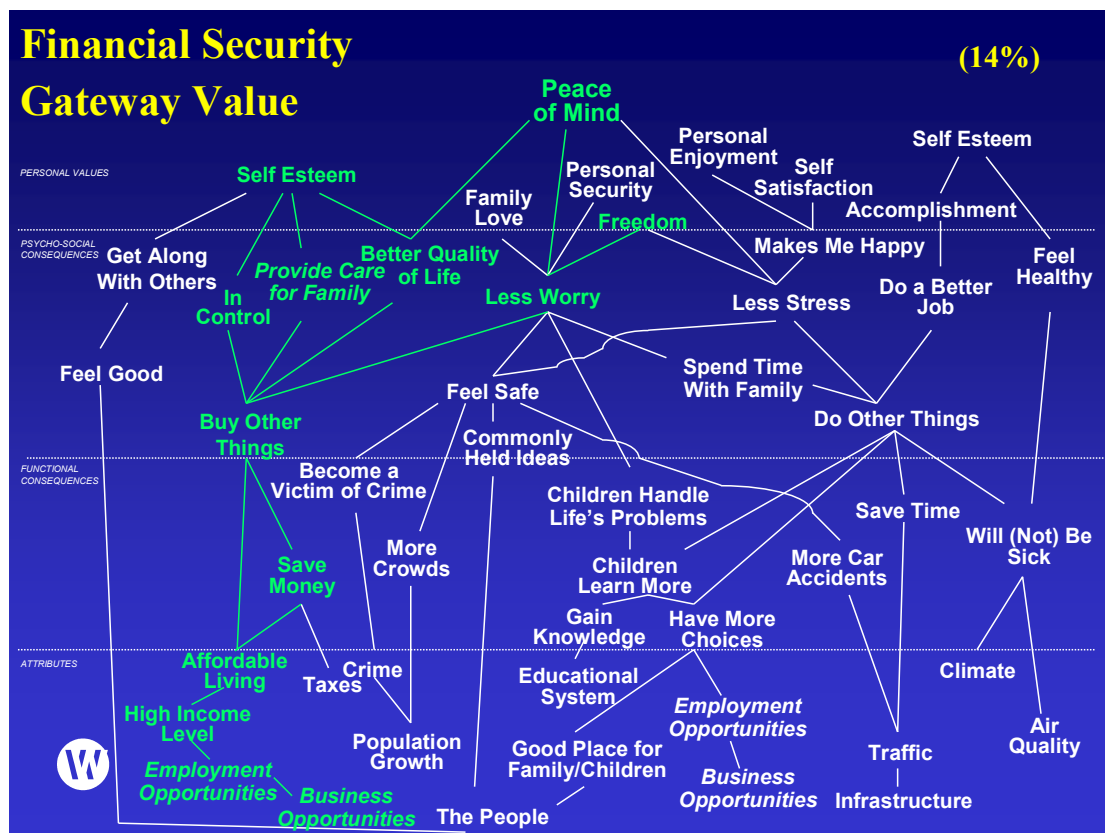 Financial Security
Gateway Value
(14%)
Peace
of Mind
Personal
Enjoyment
Self Esteem
PERSONAL VALUES
Self Esteem
Family
Love
Personal
Security
Self
Satisfaction
Accomplishment
Freedom
PSYCHO-SOCIAL
CONSEQUENCES
Get Along
With Others
Provide Care
for Family
Better Quality
of Life
Makes Me Happy
Feel
Healthy
In
Control
Less Worry
Less Stress
Do a Better
Job
Feel Good
Feel Safe
Spend Time
With Family
Buy Other
Things
Commonly
Held Ideas
Do Other Things
FUNCTIONAL
CONSEQUENCES
Become a
Victim of Crime
Children Handle
Life's Problems
Save Time
Will (Not) Be
Sick
Save
Money
More
Crowds
Children
Learn More
More Car
Accidents
Gain
Knowledge
Have More
Choices
ATTRIBUTES
Affordable
Living
Taxes
Crime
Educational
System
Climate
High Income
Level
Population
Growth
Good Place for
Family/Children
Employment
Opportunities
Traffic
Air
Quality
W
Employment
Opportunities
Business
Opportunities
The People
Business
Opportunities
Infrastructure